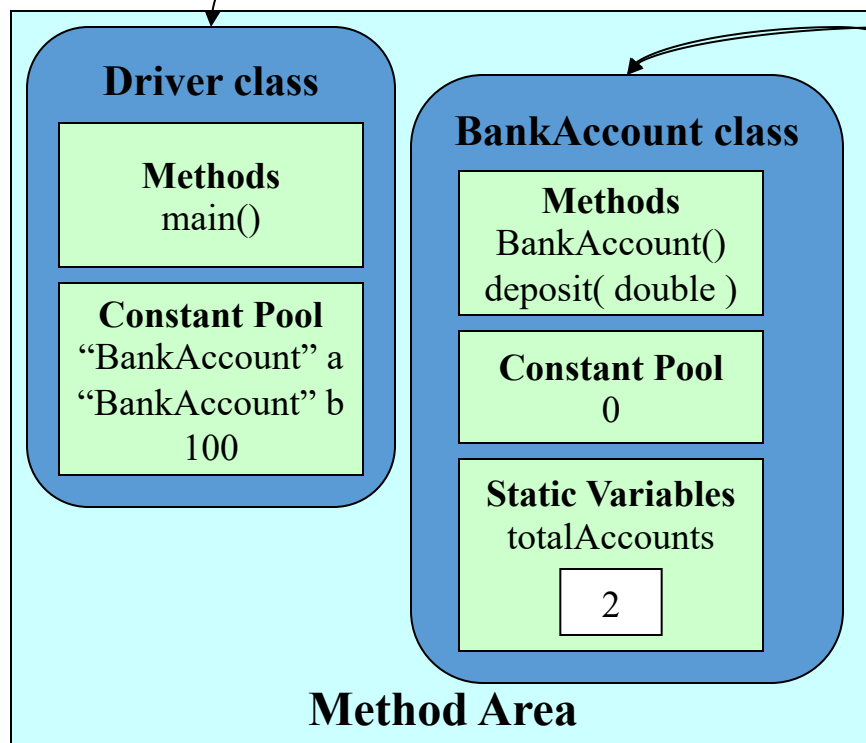 Driver class
Methods
main()
Constant Pool
“BankAccount” a
“BankAccount” b
100
BankAccount class
Methods
BankAccount()
deposit( double )
Constant Pool
0
Static Variables
totalAccounts
2
Method Area